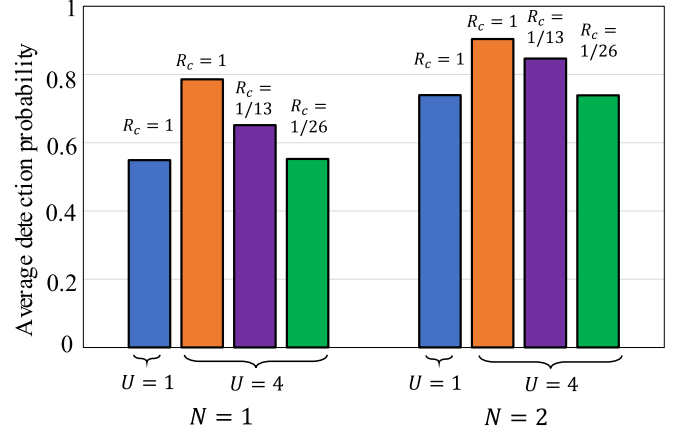 Average detection probability
1
0.8
0.6
0.4
0.2
0
R_c = 1
R_c = 1
R_c =
1/13
R_c =
1/26
R_c = 1
R_c = 1
R_c =
1/13
R_c =
1/26
U = 1
U = 4
U = 1
U = 4
N = 1
N = 2